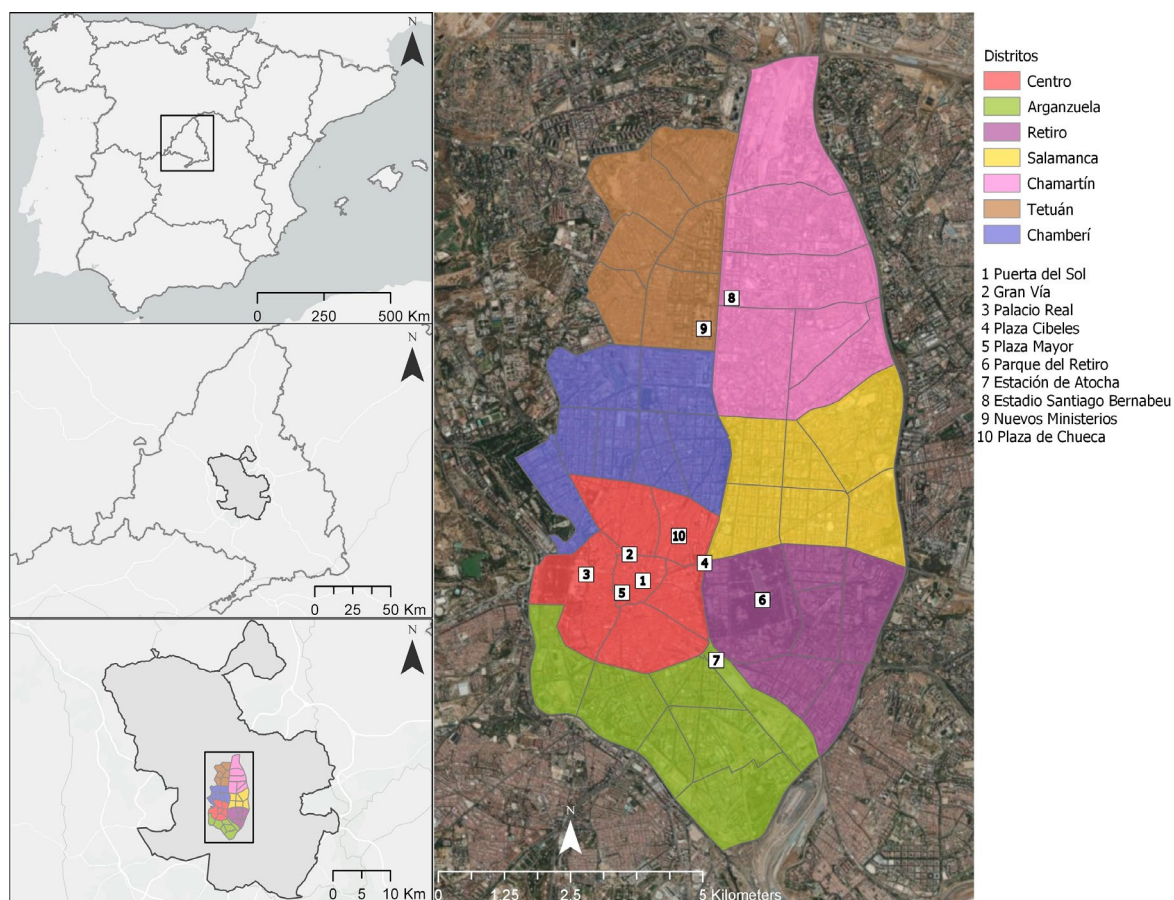 N
0 250 500 Km
N
0 25 50 Km
N
0 5 10 Km
8
9
10
2
4
3
1
5
6
7
N
0 1.25 2.5 5 Kilometers
Distritos
Centro
Arganzuela
Retiro
Salamanca
Chamartín
Tetuán
Chamberí
1 Puerta del Sol
2 Gran Vía
3 Palacio Real
4 Plaza Cibeles
5 Plaza Mayor
6 Parque del Retiro
7 Estación de Atocha
8 Estadio Santiago Bernabeu
9 Nuevos Ministerios
10 Plaza de Chueca